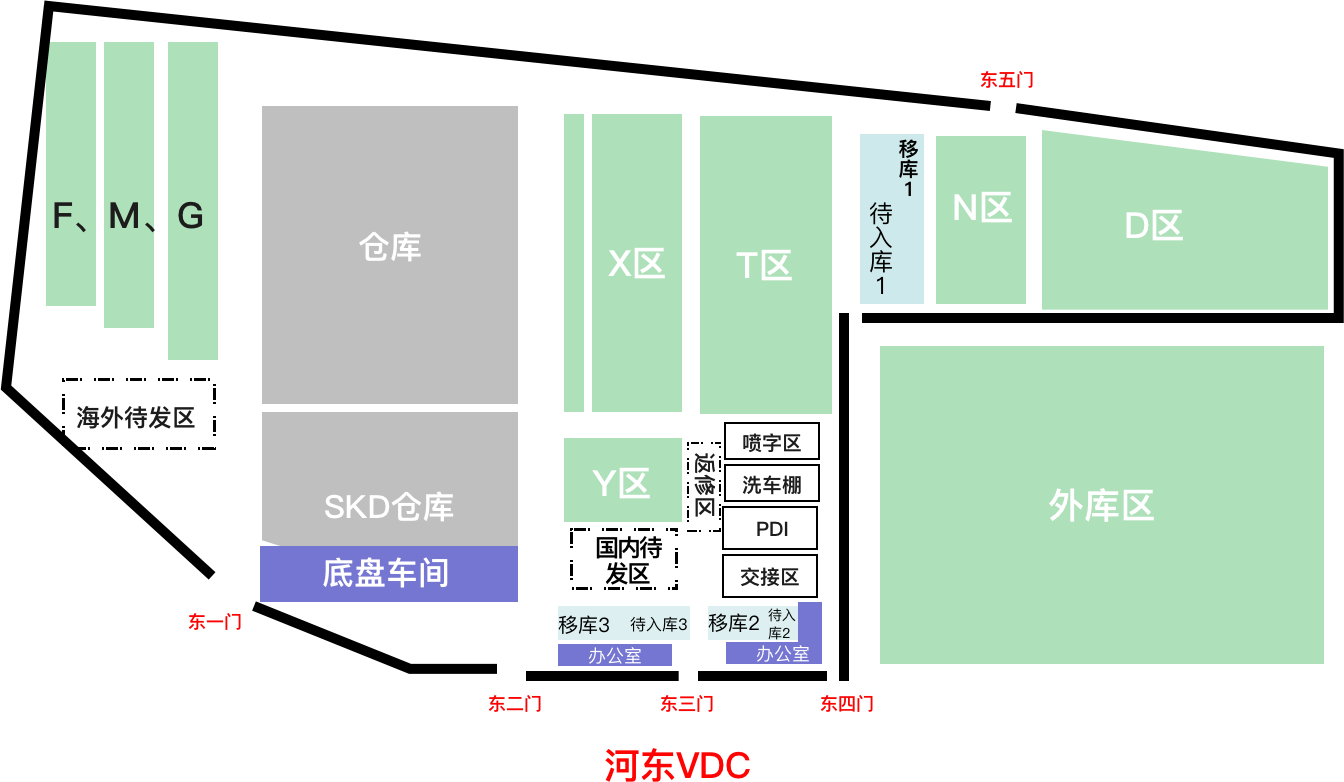 东五门
移库1
待入库1
N区
D区
F、M、G
仓库
X区
T区
海外待发区
SKD仓库
Y区
返修区
喷字区
洗车棚
PDI
交接区
外库区
国内待
发区
底盘车间
移库3
待入库3
移库2
待入
库2
办公室
办公室
东一门
东二门
东三门
东四门
河东VDC